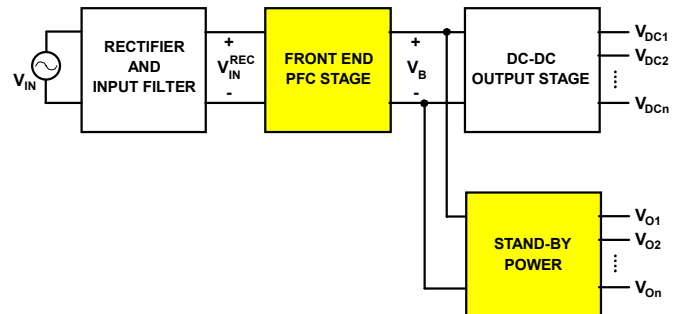 V_IN
RECTIFIER
AND
INPUT FILTER
+
V_IN^REC
-
FRONT END
PFC STAGE
+
V_B
-
DC-DC
OUTPUT STAGE
V_DC1
V_DC2
V_DCn
STAND-BY
POWER
V_O1
V_O2
V_On